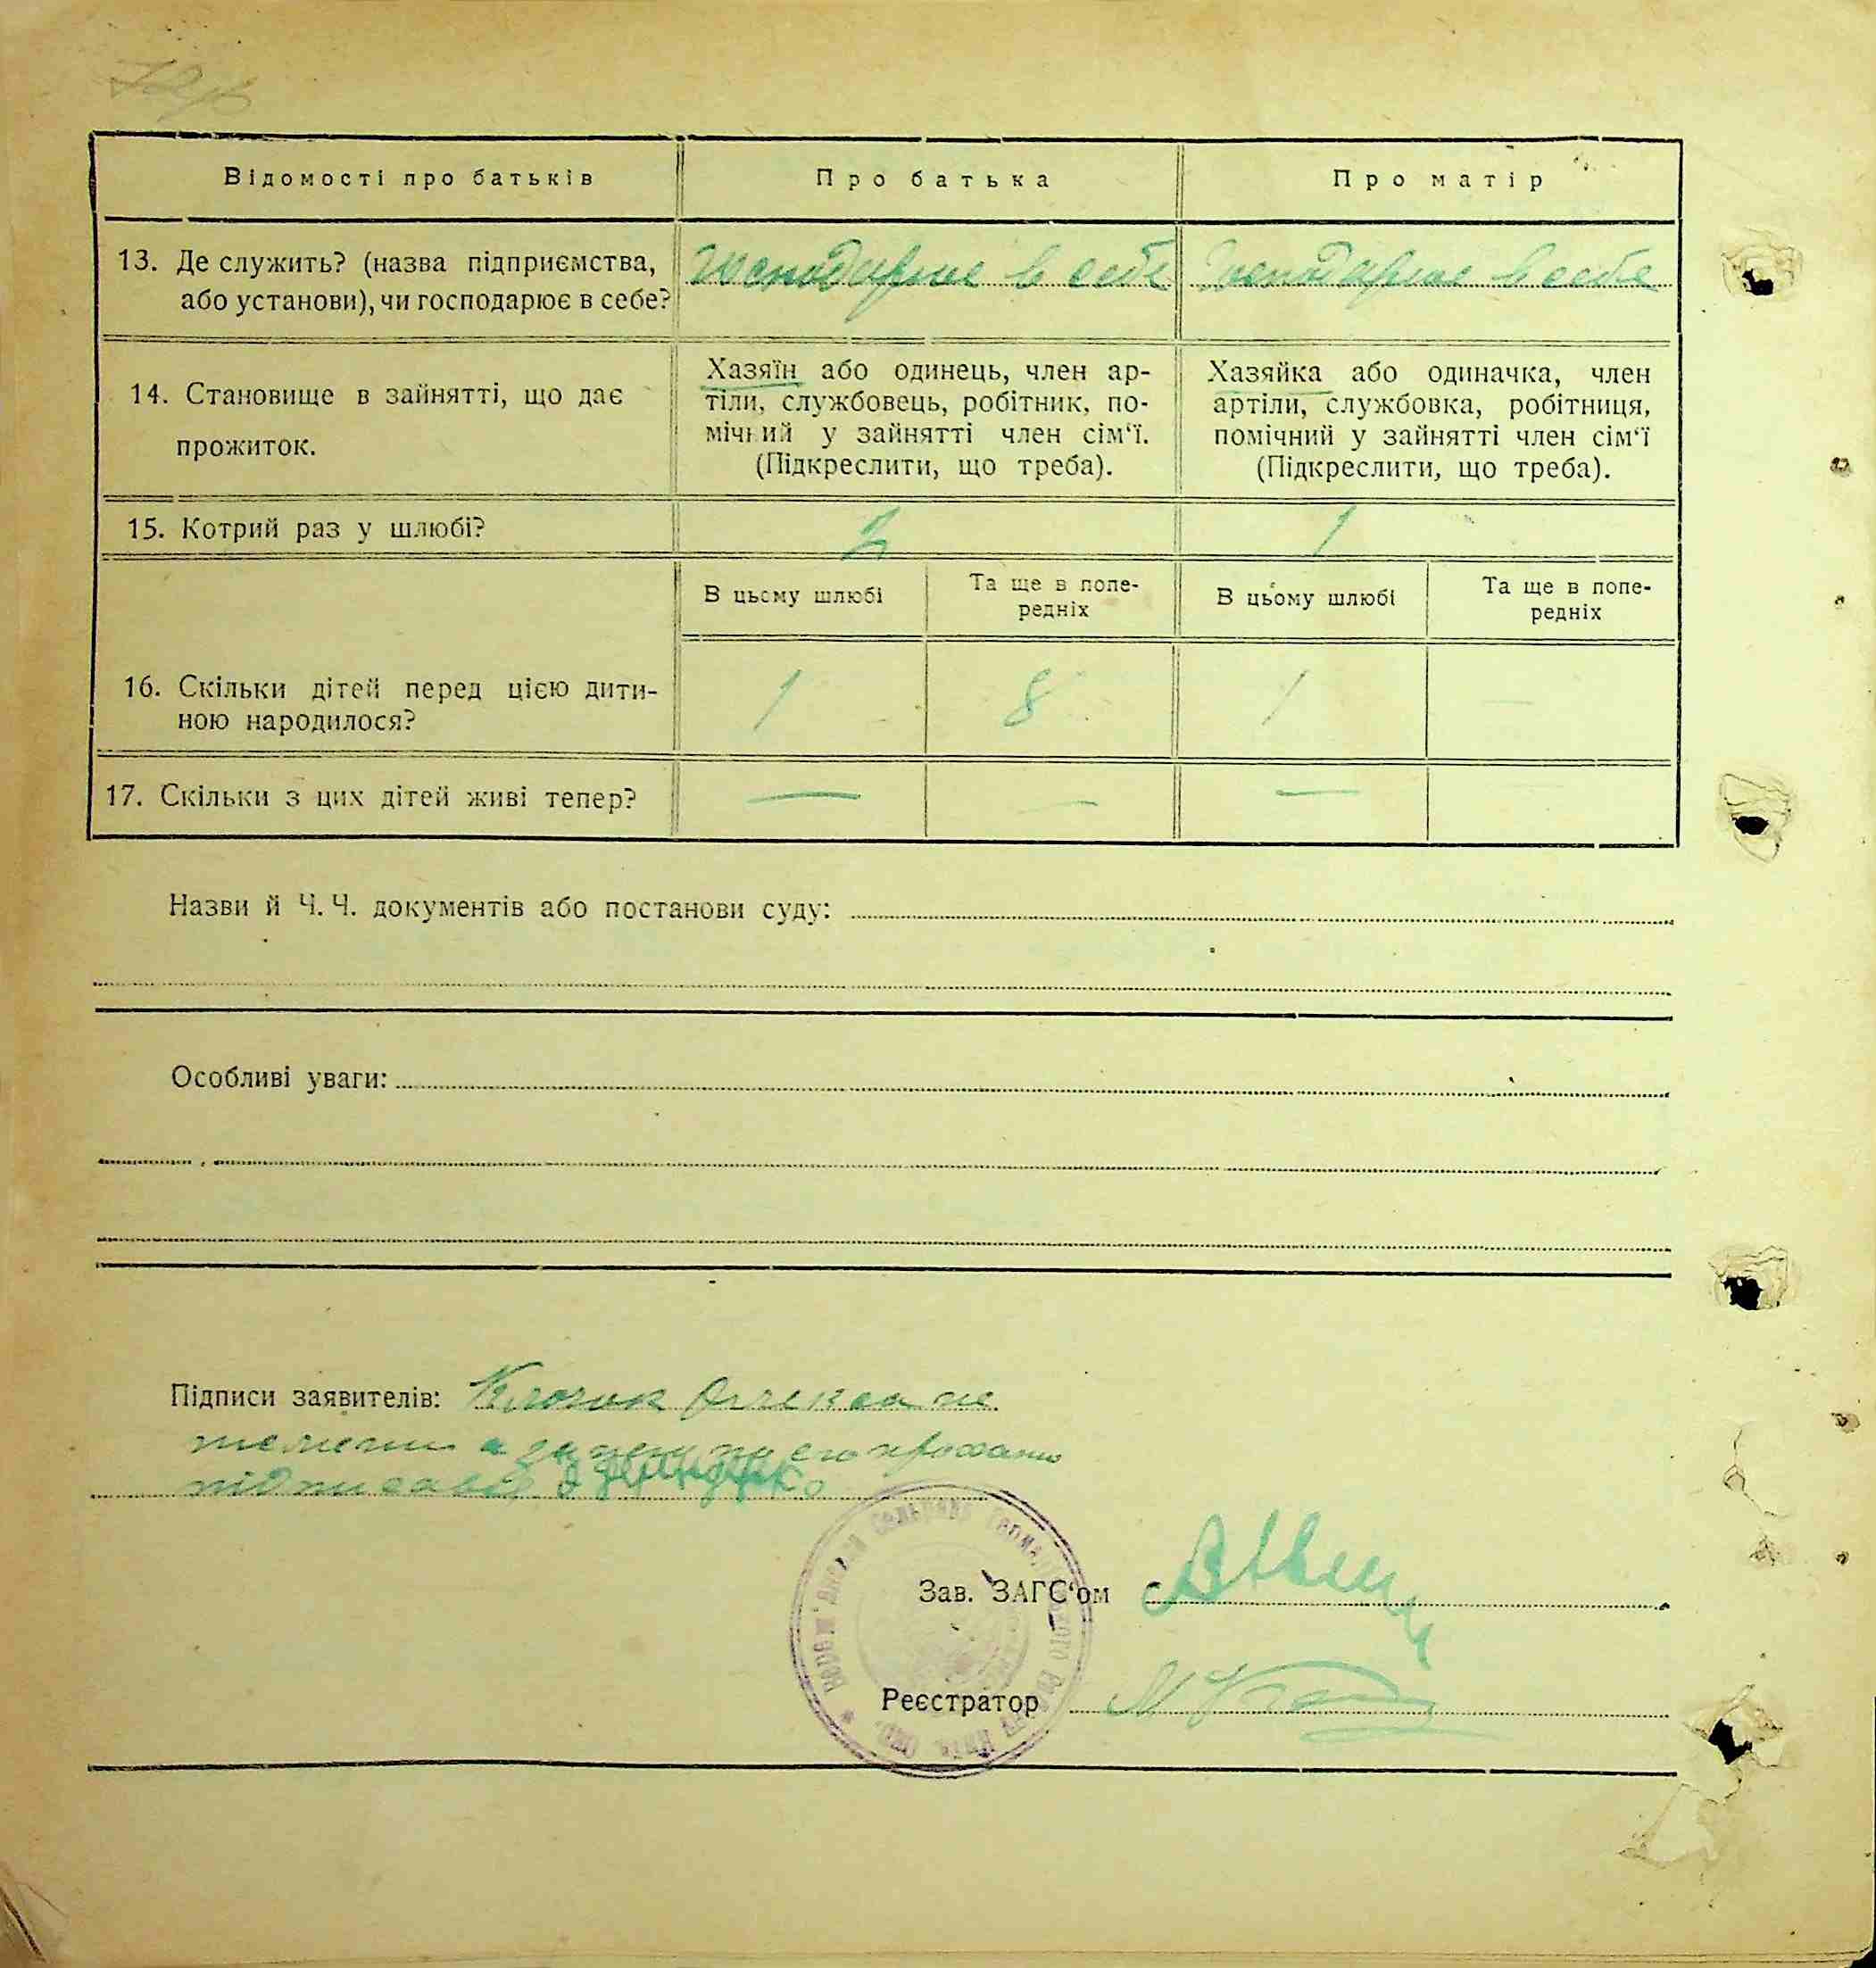 Відомості про батьків
Про батька
Про матір
13. Де служить? (назва підприємства,
або установи), чи господарює в себе?
господарює в себе
господарює в себе
14. Становище в зайнятті, що дає
прожиток.
Хазяїн або одинець, член ар-
тіли, службовець, робітник, по-
мічний у зайнятті член сім‘ї.
(Підкреслити, що треба).
Хазяйка або одиначка, член
артіли, службовка, робітниця,
помічний у зайнятті член сім‘ї
(Підкреслити, що треба).
15. Котрий раз у шлюбі?
1
В цьому шлюбі
Та ще в попе-
редніх
В цьому шлюбі
Та ще в попе-
редніх
16. Скільки дітей перед цією дити-
ною народилося?
1
8
1
—
17. Скільки з цих дітей живі тепер?
—
—
—
Назви й Ч. Ч. документів або постанови суду:
Особливі уваги:
Підписи заявителів: Клочик Олекса не
прохання
підписав
Зав. ЗАГС‘ом
Реєстратор